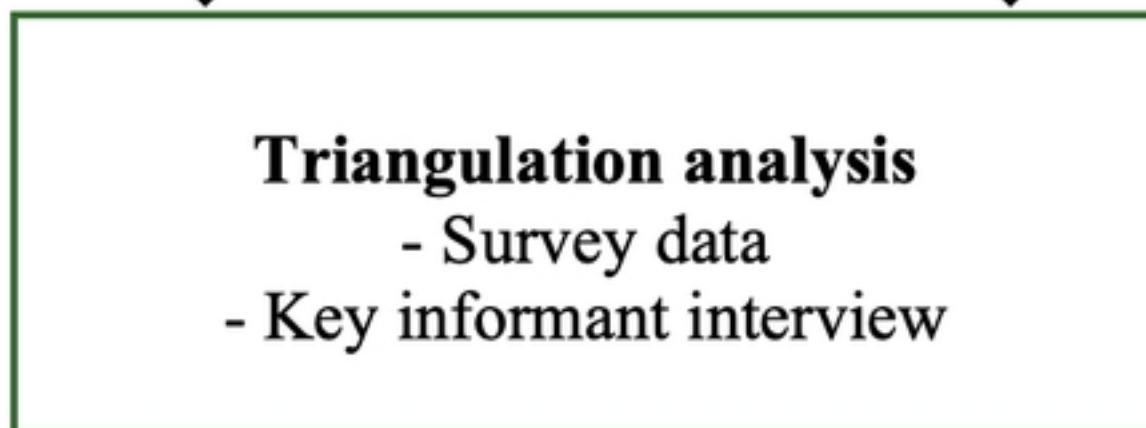 Triangulation analysis
- Survey data
- Key informant interview